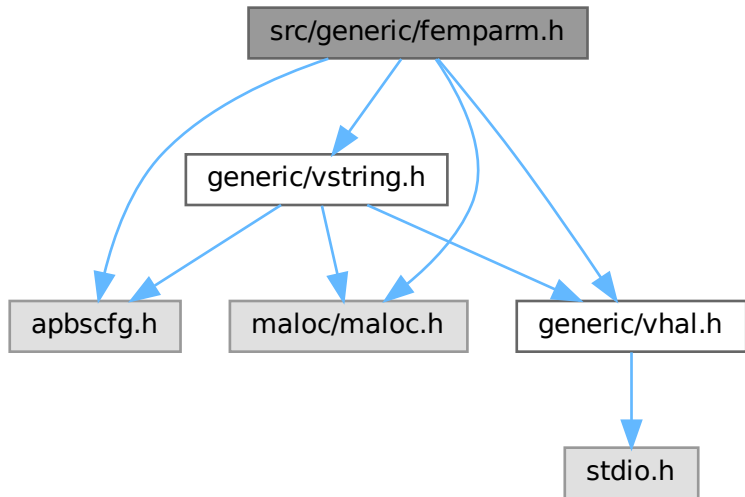 src/generic/femparm.h
generic/vstring.h
apbscfg.h
maloc/maloc.h
generic/vhal.h
stdio.h